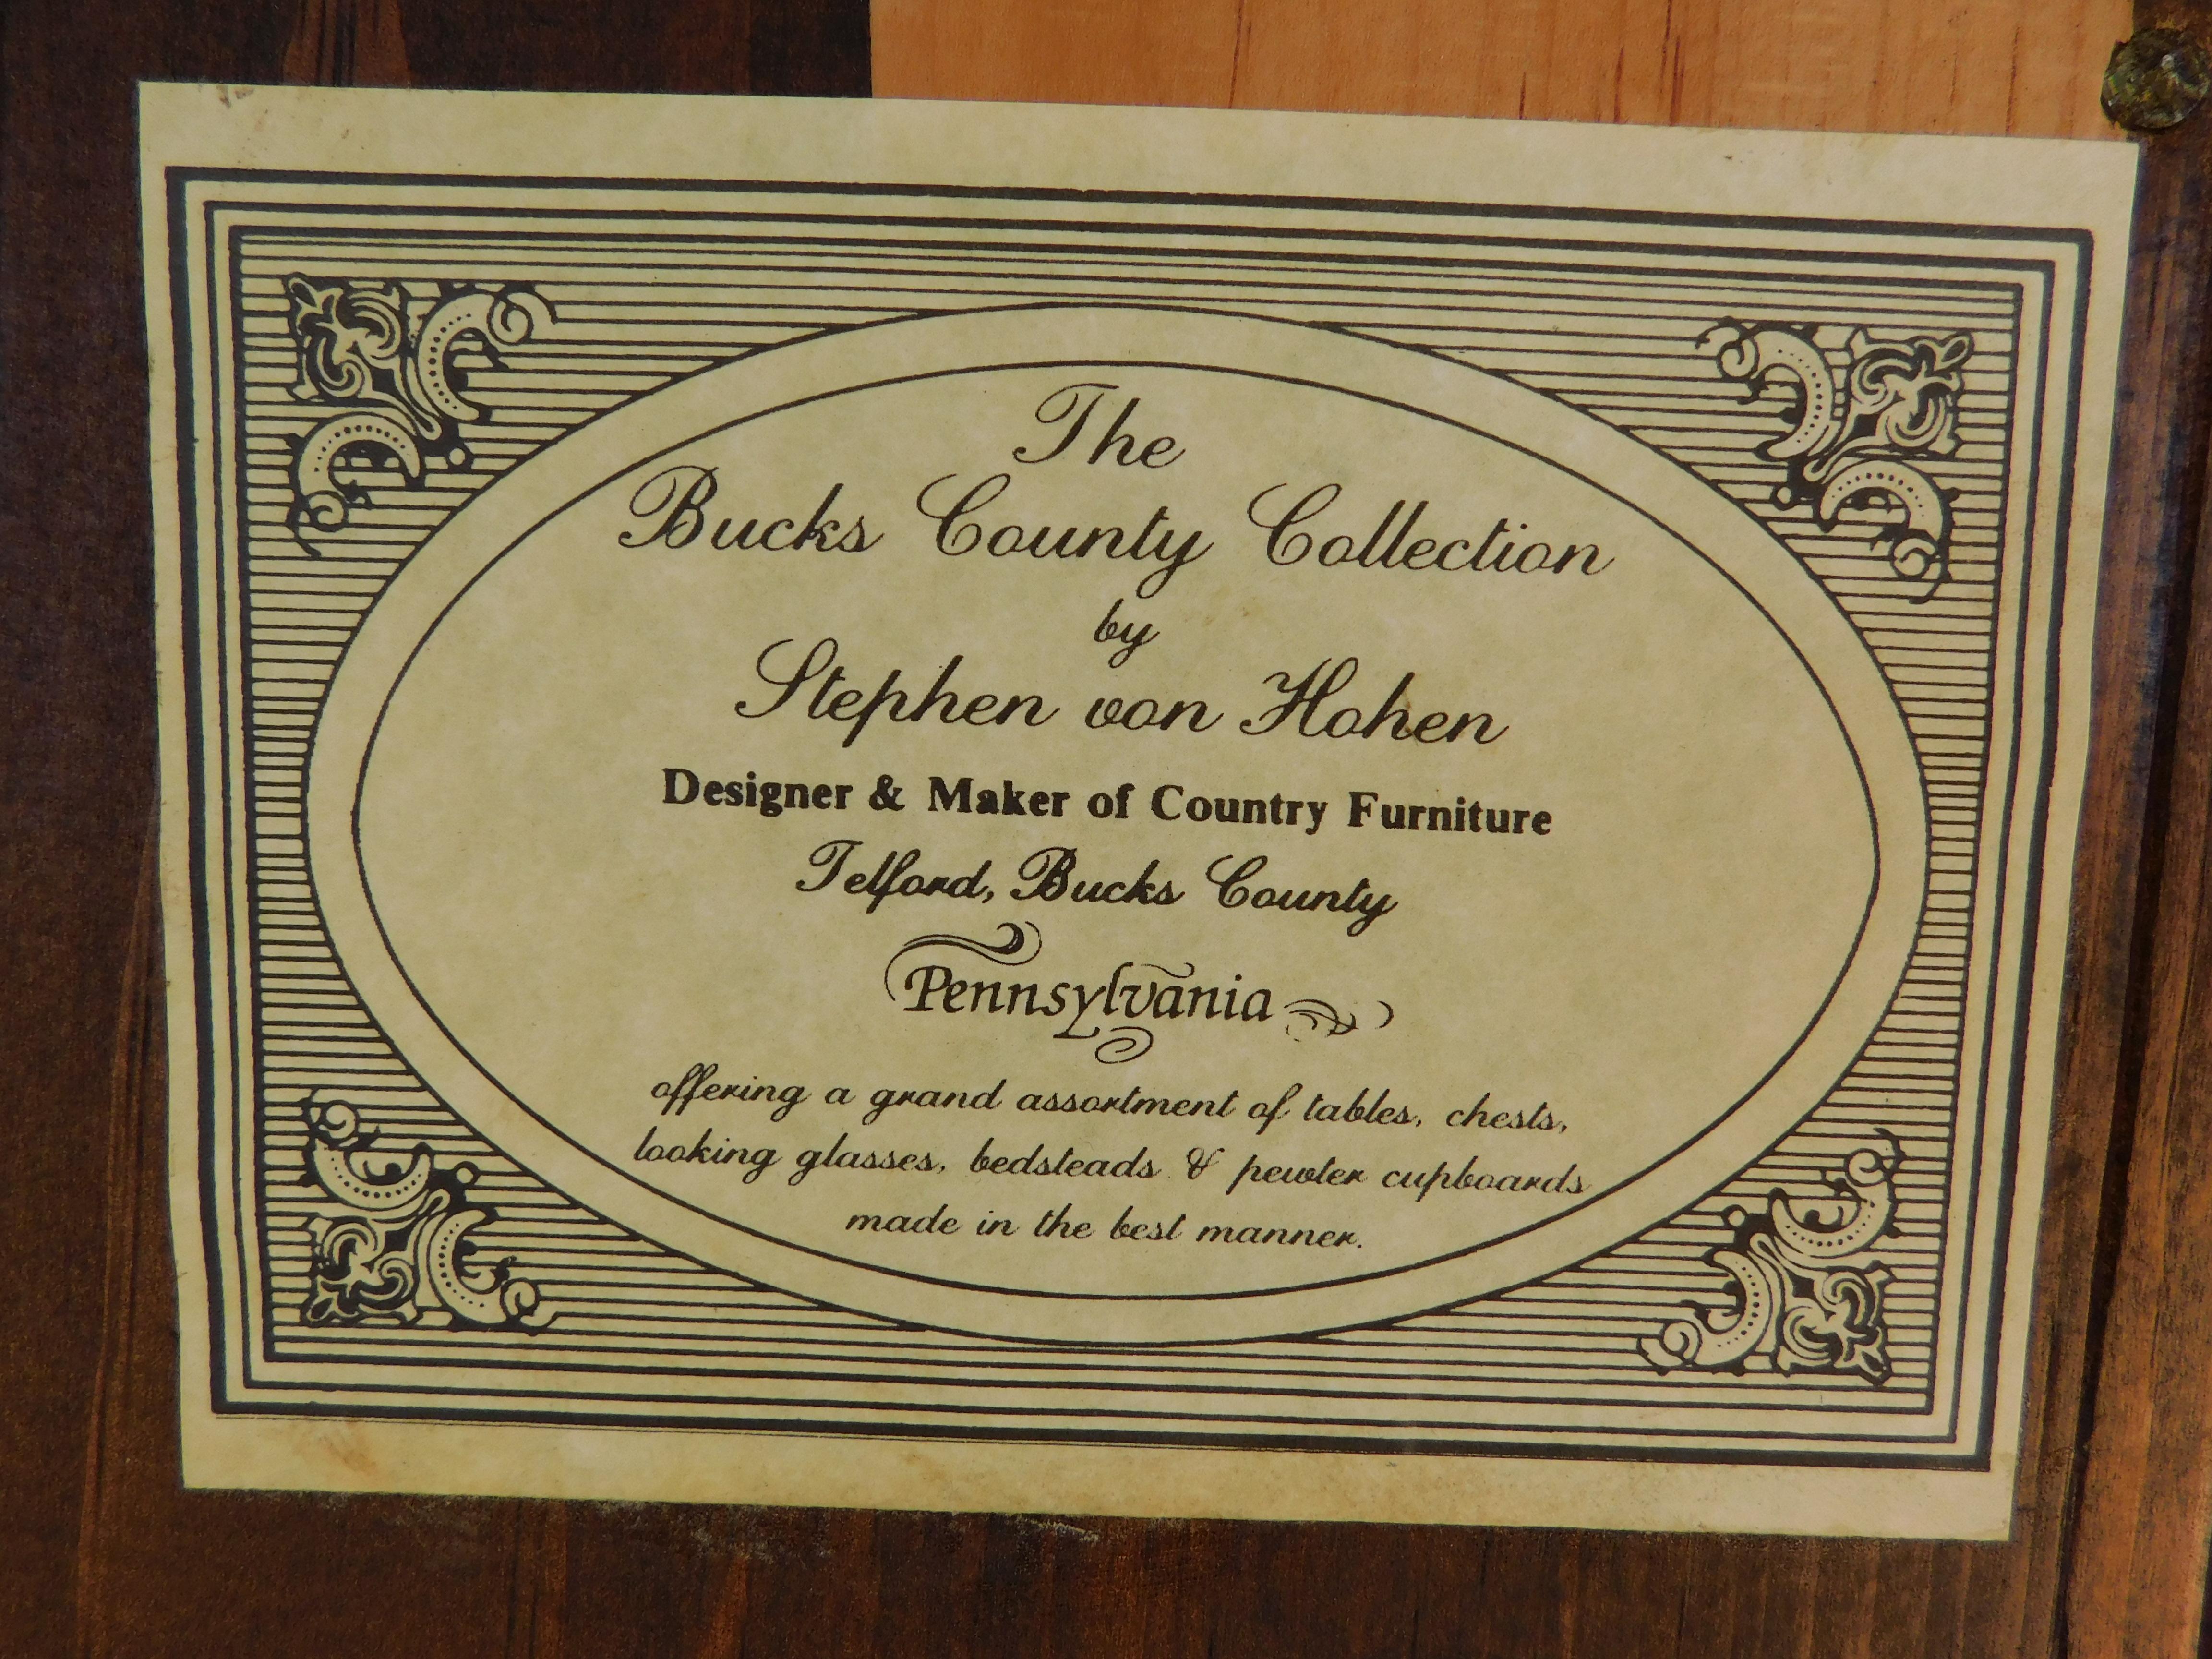 The
Bucks County Collection
by
Stephen von Hohen
Designer & Maker of Country Furniture
Telford, Bucks County
Pennsylvania
offering a grand assortment of tables, chests,
looking glasses, bedsteads & pewter cupboards
made in the best manner.